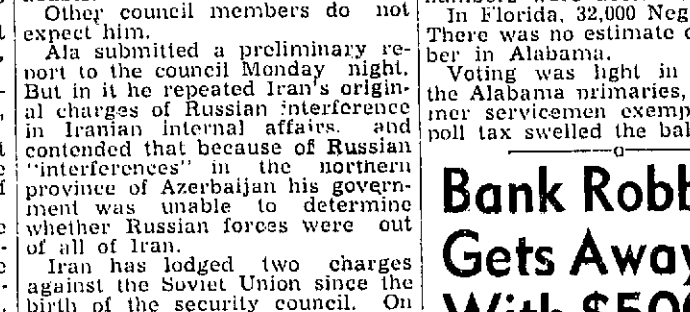 Other council members do not
expect him.
Ala submitted a preliminary re-
port to the council Monday night.
But in it he repeated Iran's origin-
al charges of Russian interference
in Iranian internal affairs. and
contended that because of Russian
"interferences" in the northern
province of Azerbaijan his govern-
ment was unable to determine
whether Russian forces were out
of all of Iran.
Iran has lodged two charges
against the Soviet Union since the
birth of the security council. On
In Florida, 32,000 Neg
There was no estimate
ber in Alabama.
Voting was light in
the Alabama primaries,
mer servicemen exemp
poll tax swelled the bal
Bank Robb
Gets Away
With $500